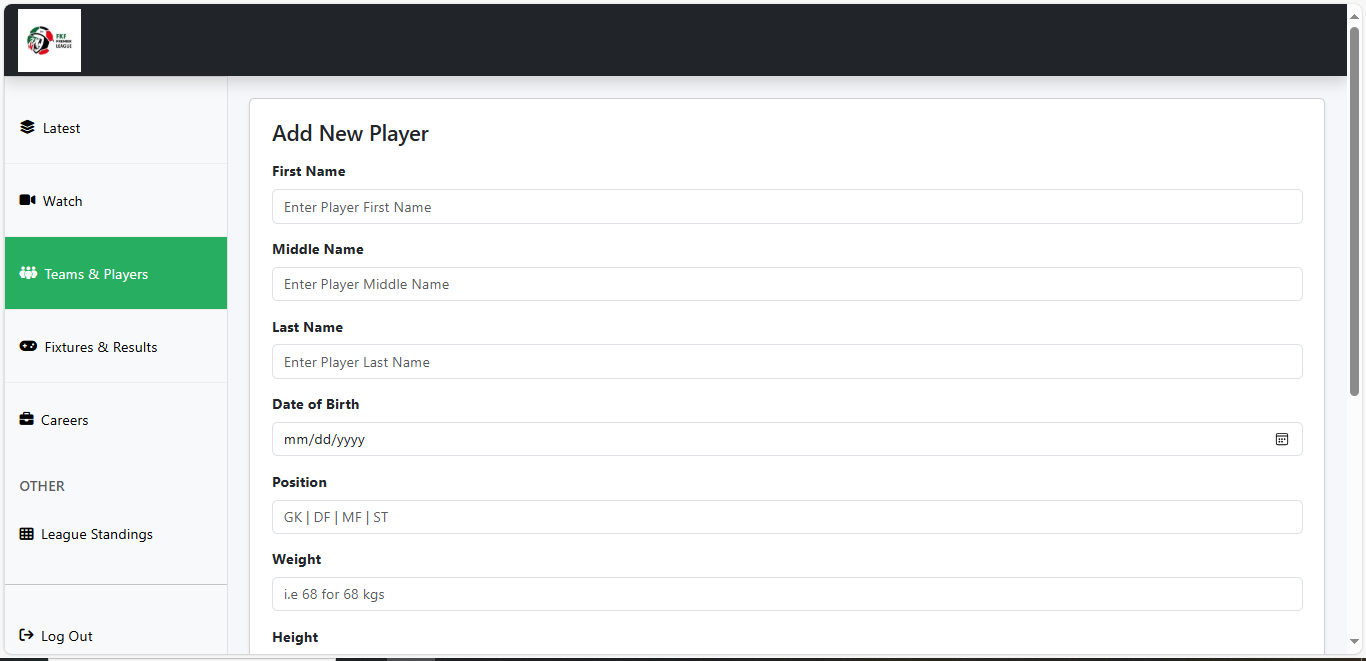 FKF
PREMIER
LEAGUE
Latest
Watch
Teams & Players
Fixtures & Results
Careers
OTHER
League Standings
Log Out
Add New Player
First Name
Enter Player First Name
Middle Name
Enter Player Middle Name
Last Name
Enter Player Last Name
Date of Birth
mm/dd/yyyy
Position
GK | DF | MF | ST
Weight
i.e 68 for 68 kgs
Height